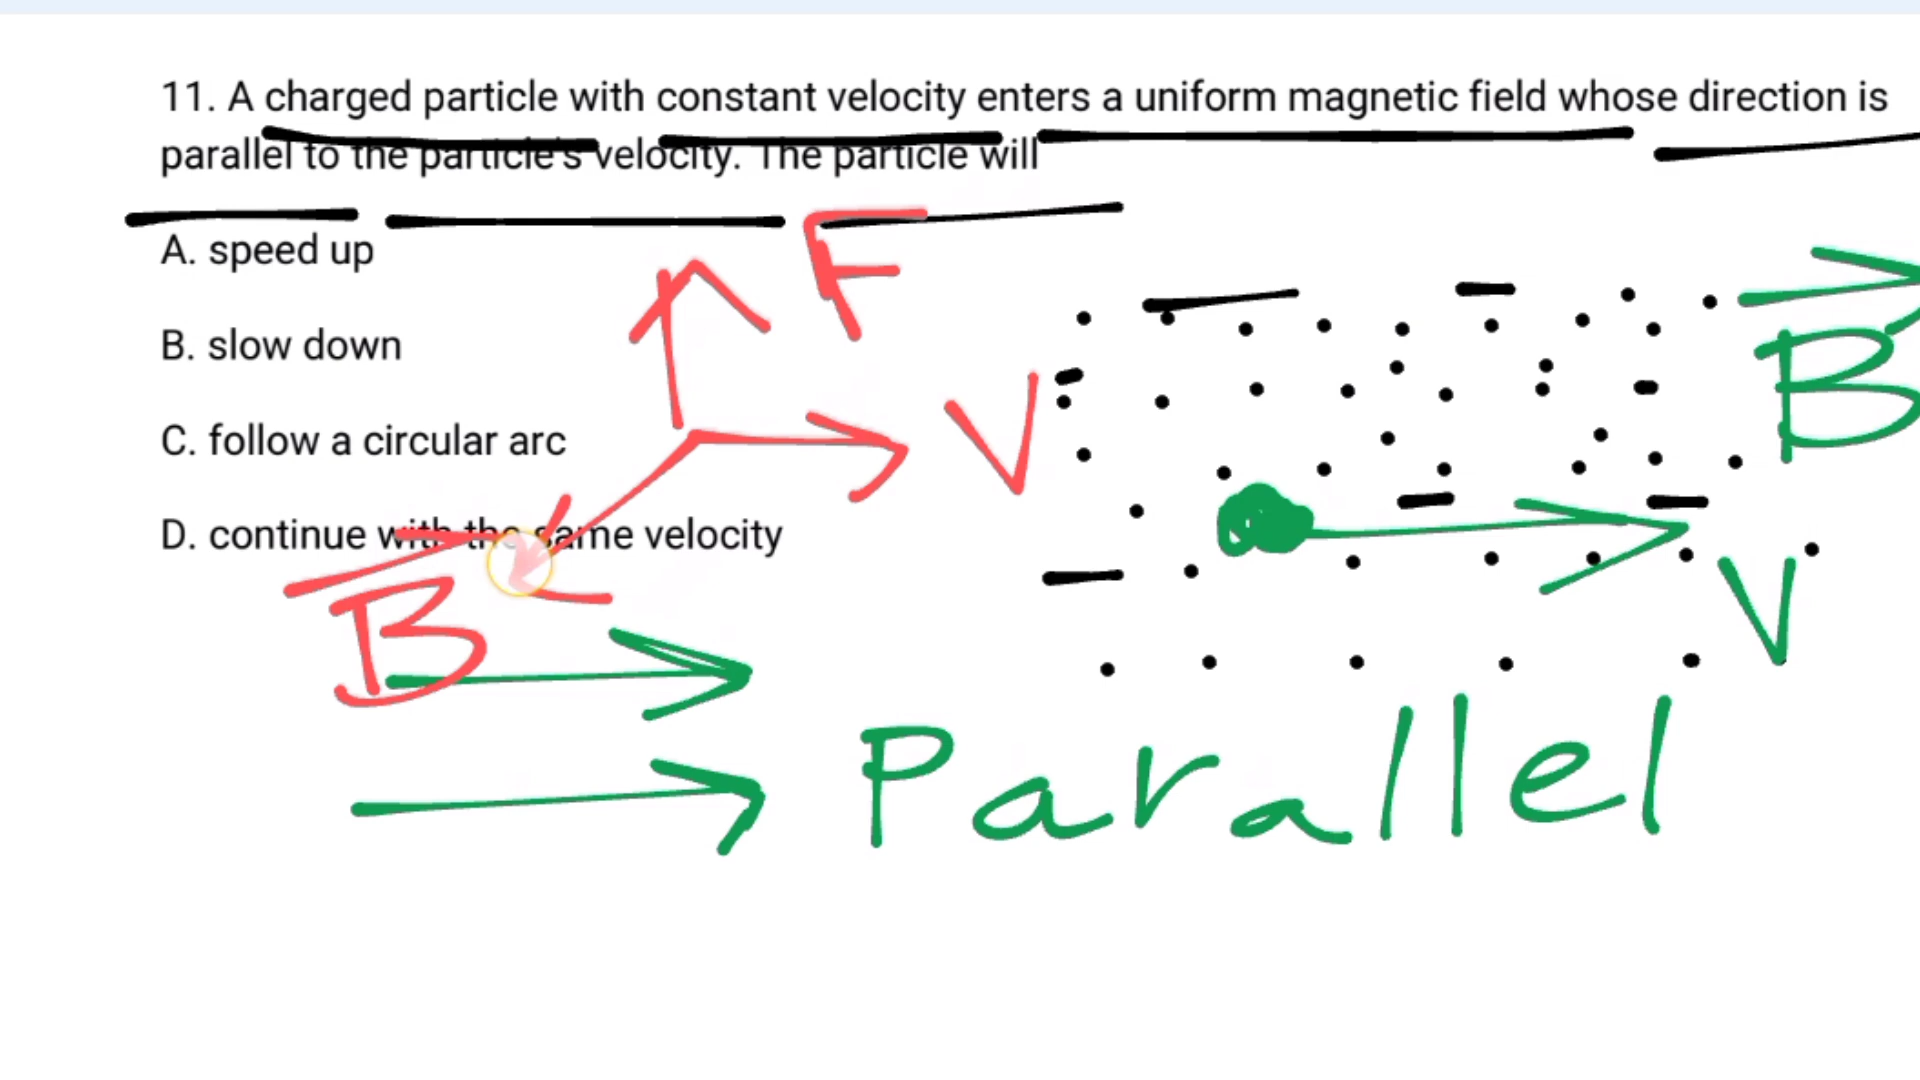 11. A charged particle with constant velocity enters a uniform magnetic field whose direction is
parallel to the particle's velocity. The particle will
A. speed up
F
B. slow down
B
V
C. follow a circular arc
D. continue with the same velocity
B
V
Parallel